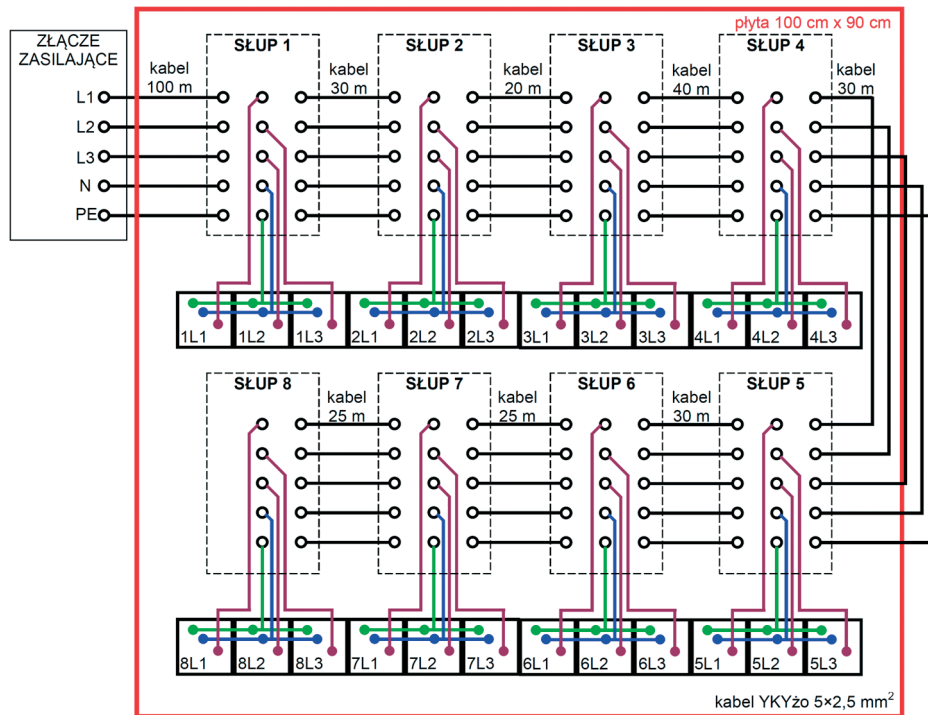 płyta 100 cm x 90 cm
ZŁĄCZE
ZASILAJĄCE
SŁUP 1
SŁUP 2
SŁUP 3
SŁUP 4
kabel
100 m
kabel
30 m
kabel
20 m
kabel
40 m
kabel
30 m
L1
L2
L3
N
PE
1L1 1L2 1L3 2L1 2L2 2L3 3L1 3L2 3L3 4L1 4L2 4L3
SŁUP 8
SŁUP 7
SŁUP 6
SŁUP 5
kabel
25 m
kabel
25 m
kabel
30 m
8L1 8L2 8L3 7L1 7L2 7L3 6L1 6L2 6L3 5L1 5L2 5L3
kabel YKYżo 5×2,5 mm²